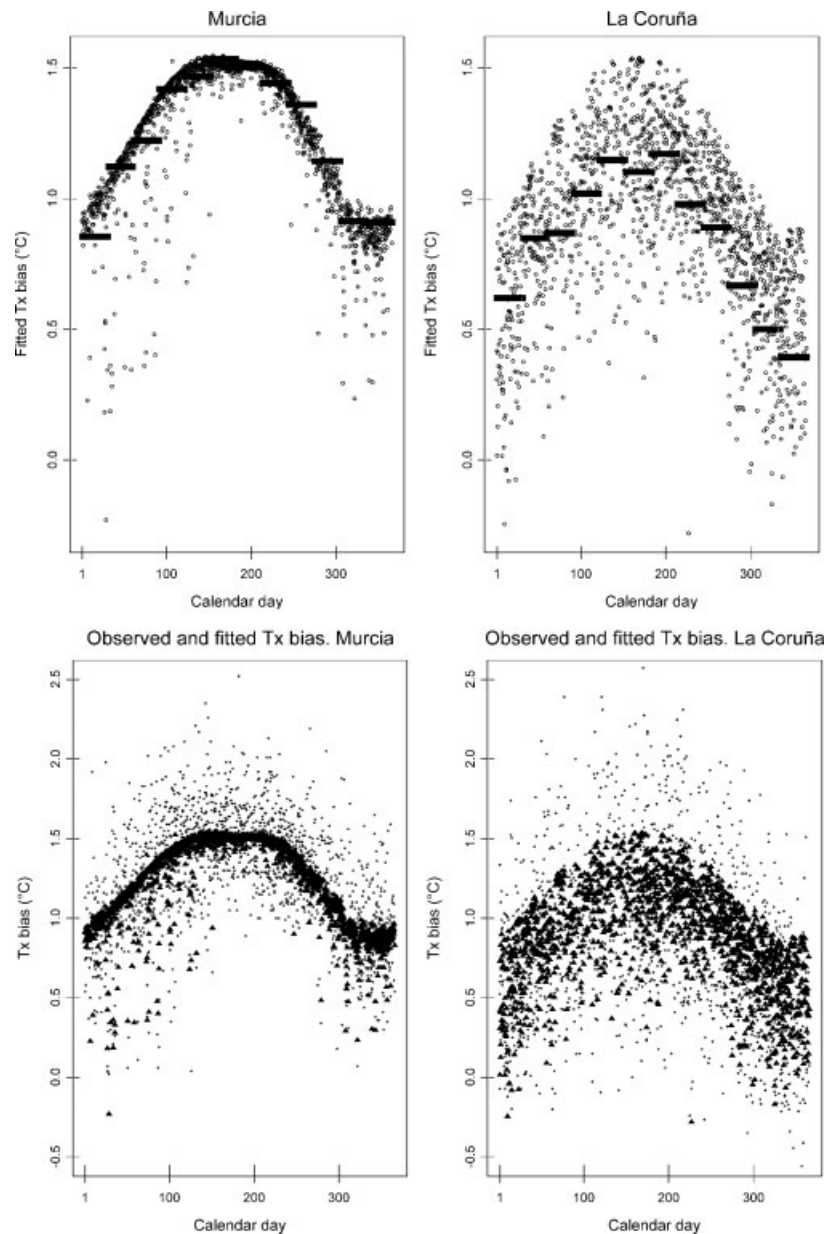 Murcia
Fitted Tx bias (°C)
1.5
1.0
0.5
0.0
1 100 200 300
Calendar day
La Coruña
Fitted Tx bias (°C)
1.5
1.0
0.5
0.0
1 100 200 300
Calendar day
Observed and fitted Tx bias. Murcia
Tx bias (°C)
2.5
2.0
1.5
1.0
0.5
0.0
-0.5
1 100 200 300
Calendar day
Observed and fitted Tx bias. La Coruña
Tx bias (°C)
2.5
2.0
1.5
1.0
0.5
0.0
-0.5
1 100 200 300
Calendar day